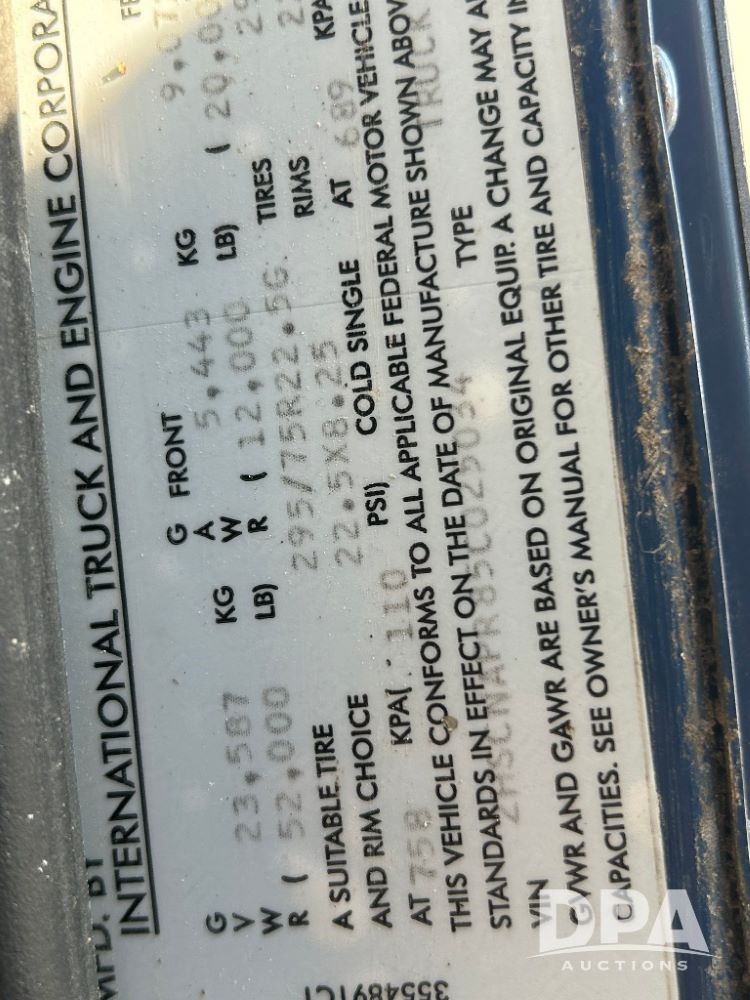 MFD. BY
INTERNATIONAL TRUCK AND ENGINE CORPORA
G G FRONT
V 23,587 KG A 5,443 KG
W W
R ( 52,000 LB) R ( 12,000 LB) ( 20,00
A SUITABLE TIRE 295/75R22.5G TIRES
AND RIM CHOICE 22.5X8.25 RIMS
AT 758 KPA( 110 PSI) COLD SINGLE AT 689 KPA
THIS VEHICLE CONFORMS TO ALL APPLICABLE FEDERAL MOTOR VEHICLE
STANDARDS IN EFFECT ON THE DATE OF MANUFACTURE SHOWN ABOV
VIN TYPE TRUCK
GVWR AND GAWR ARE BASED ON ORIGINAL EQUIP. A CHANGE MAY A
CAPACITIES. SEE OWNER'S MANUAL FOR OTHER TIRE AND CAPACITY IN
3554891C1
DPA
AUCTIONS